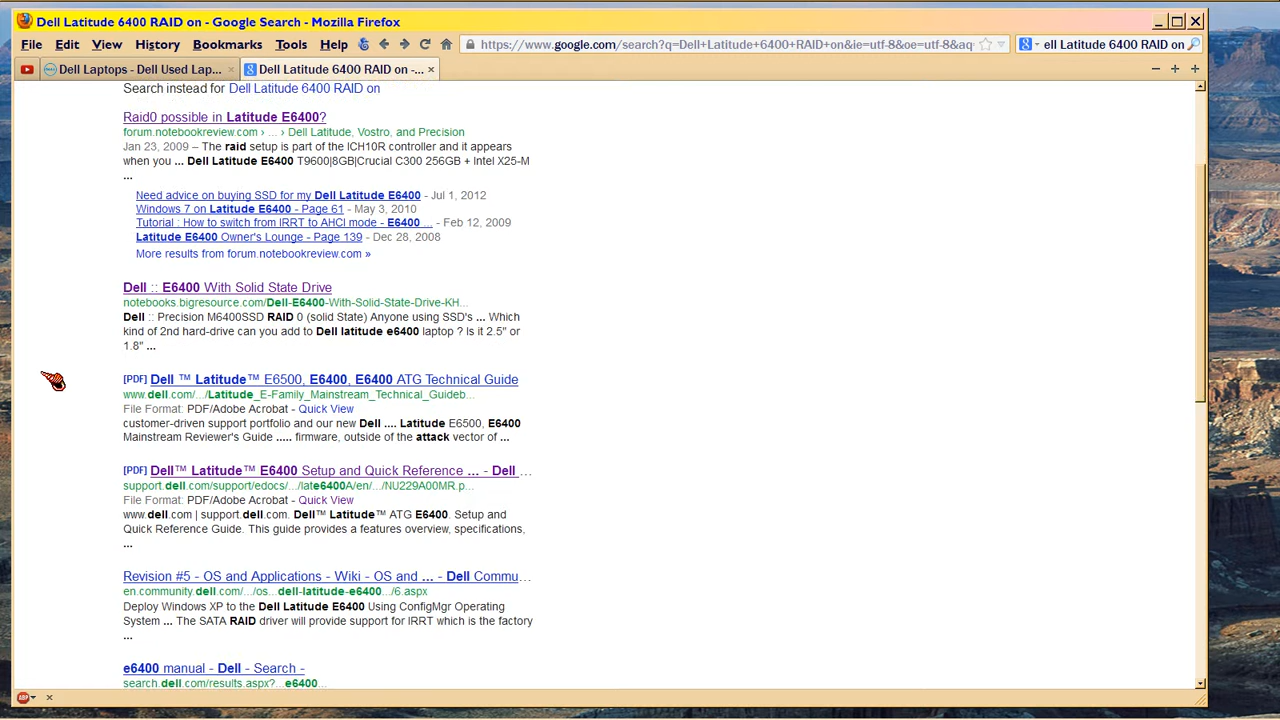 Dell Latitude 6400 RAID on - Google Search - Mozilla Firefox
File Edit View History Bookmarks Tools Help
https://www.google.com/search?q=Dell+Latitude+6400+RAID+on&ie=utf-8&oe=utf-8&aq
ell Latitude 6400 RAID on
Dell Laptops - Dell Used Lap...
Dell Latitude 6400 RAID on -...
Search instead for Dell Latitude 6400 RAID on
Raid0 possible in Latitude E6400?
forum.notebookreview.com › ... › Dell Latitude, Vostro, and Precision
Jan 23, 2009 – The raid setup is part of the ICH10R controller and it appears
when you ... Dell Latitude E6400 T9600|8GB|Crucial C300 256GB + Intel X25-M
...
Need advice on buying SSD for my Dell Latitude E6400 - Jul 1, 2012
Windows 7 on Latitude E6400 - Page 61 - May 3, 2010
Tutorial : How to switch from IRRT to AHCI mode - E6400 ... - Feb 12, 2009
Latitude E6400 Owner's Lounge - Page 139 - Dec 28, 2008
More results from forum.notebookreview.com »
Dell :: E6400 With Solid State Drive
notebooks.bigresource.com/Dell-E6400-With-Solid-State-Drive-KH...
Dell :: Precision M6400SSD RAID 0 (solid State) Anyone using SSD's ... Which
kind of 2nd hard-drive can you add to Dell latitude e6400 laptop ? Is it 2.5" or
1.8" ...
[PDF] Dell ™ Latitude™ E6500, E6400, E6400 ATG Technical Guide
www.dell.com/.../Latitude_E-Family_Mainstream_Technical_Guideb...
File Format: PDF/Adobe Acrobat - Quick View
customer-driven support portfolio and our new Dell .... Latitude E6500, E6400
Mainstream Reviewer's Guide ..... firmware, outside of the attack vector of ...
[PDF] Dell™ Latitude™ E6400 Setup and Quick Reference ... - Dell ...
support.dell.com/support/edocs/.../late6400A/en/.../NU229A00MR.p...
File Format: PDF/Adobe Acrobat - Quick View
www.dell.com | support.dell.com. Dell™ Latitude™ ATG E6400. Setup and
Quick Reference Guide. This guide provides a features overview, specifications,
...
Revision #5 - OS and Applications - Wiki - OS and ... - Dell Commu...
en.community.dell.com/.../os...dell-latitude-e6400.../6.aspx
Deploy Windows XP to the Dell Latitude E6400 Using ConfigMgr Operating
System ... The SATA RAID driver will provide support for IRRT which is the factory
...
e6400 manual - Dell - Search -
search.dell.com/results.aspx?...e6400...
ABP